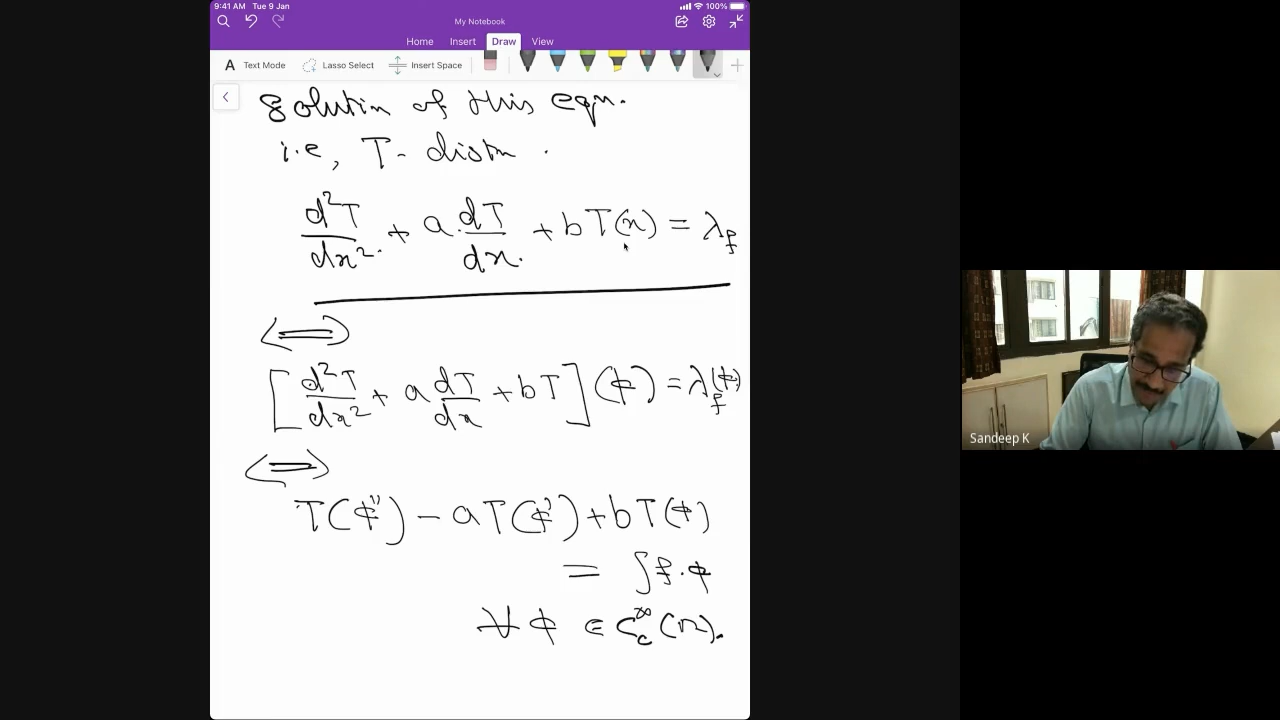 9:41 AM Tue 9 Jan
100%
My Notebook
Home Insert Draw View
A Text Mode Lasso Select Insert Space
Solution of this eqn.
i.e, T - distn .
d²T/dx² + a.dT/dx + bT(x) = λ_f
⟺
[d²T/dx² + a dT/dx + bT](ϕ) = λ_f(ϕ)
⟺
T(ϕ'') - aT(ϕ') + bT(ϕ)
= ∫f.ϕ
∀ ϕ ∈ C_c^∞(Ω).
Sandeep K